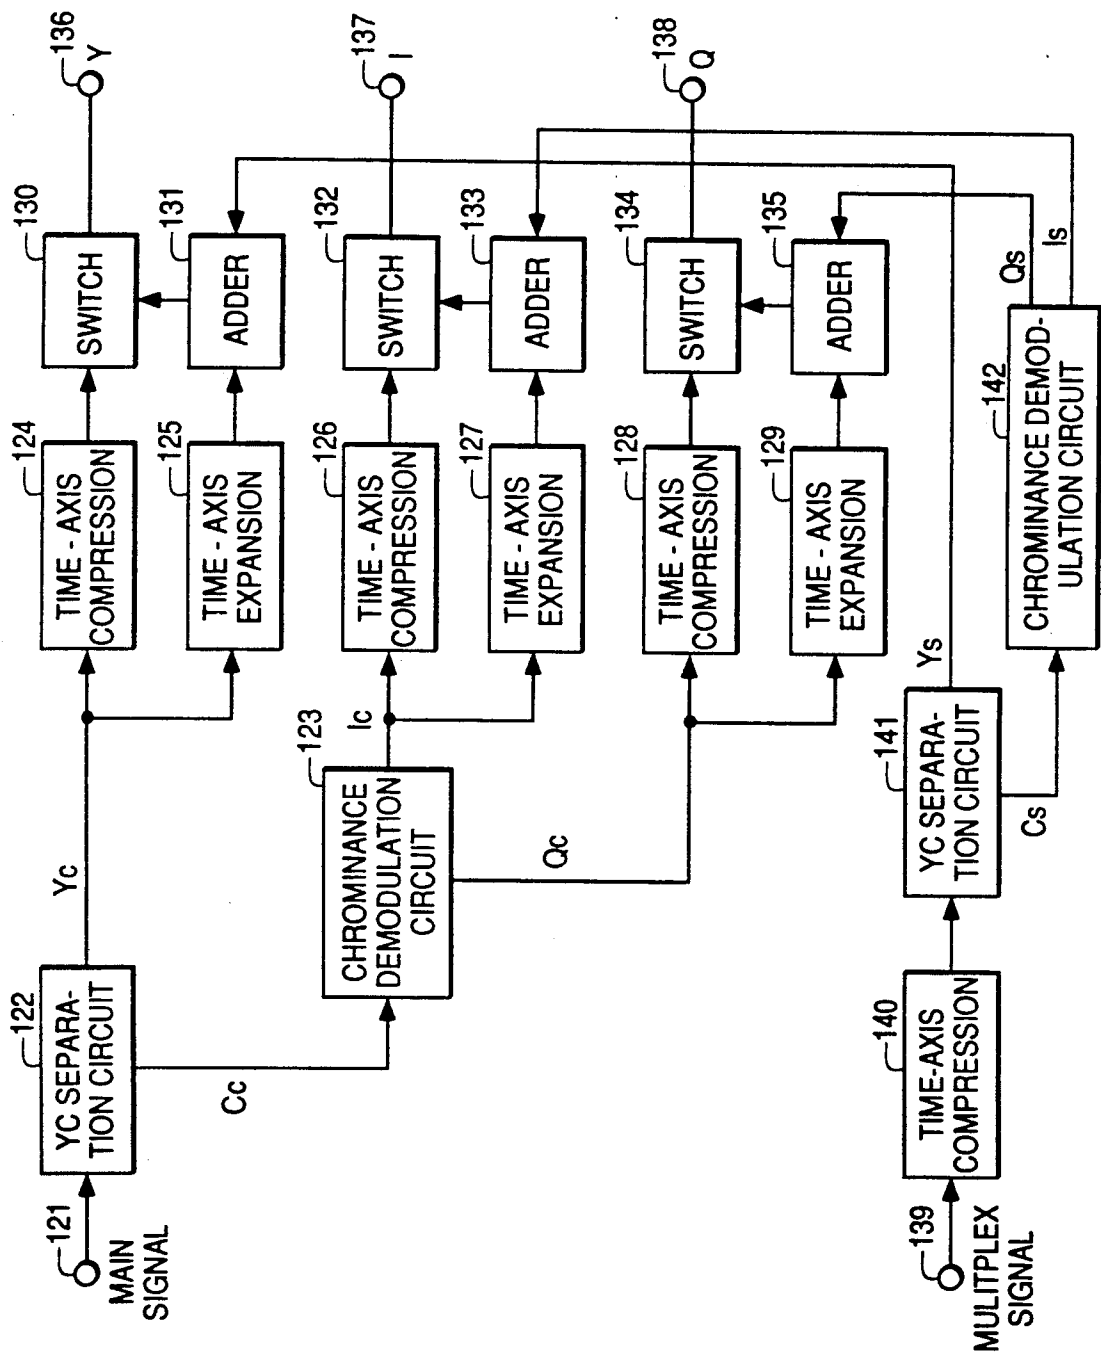 121
MAIN
SIGNAL
122
YC SEPARA-
TION CIRCUIT
Yc
Cc
123
CHROMINANCE
DEMODULATION
CIRCUIT
Ic
Qc
124
TIME - AXIS
COMPRESSION
125
TIME - AXIS
EXPANSION
126
TIME - AXIS
COMPRESSION
127
TIME - AXIS
EXPANSION
128
TIME - AXIS
COMPRESSION
129
TIME - AXIS
EXPANSION
130
SWITCH
131
ADDER
132
SWITCH
133
ADDER
134
SWITCH
135
ADDER
136
Y
137
I
138
Q
139
MULITPLEX
SIGNAL
140
TIME-AXIS
COMPRESSION
141
YC SEPARA-
TION CIRCUIT
Ys
Cs
142
CHROMINANCE DEMOD-
ULATION CIRCUIT
Qs
Is